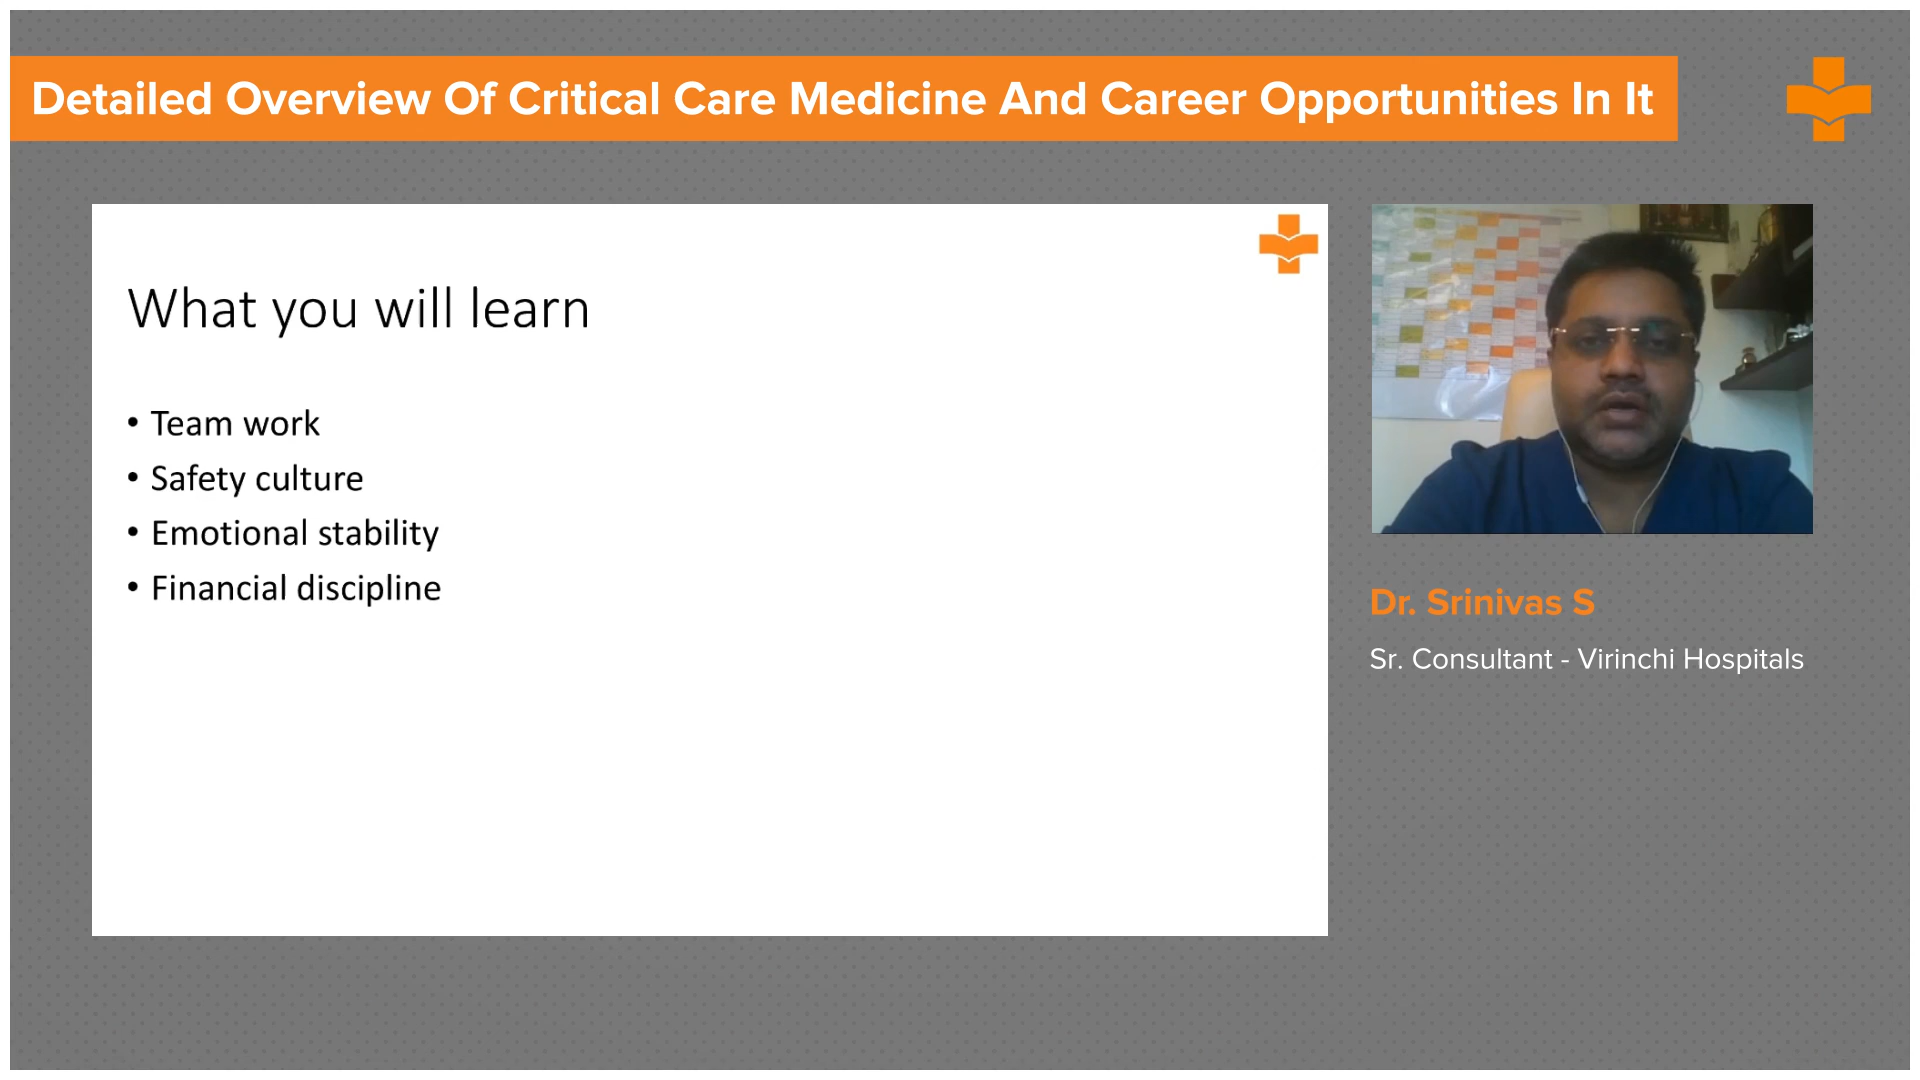 Detailed Overview Of Critical Care Medicine And Career Opportunities In It
What you will learn
• Team work
• Safety culture
• Emotional stability
• Financial discipline
Dr. Srinivas S
Sr. Consultant - Virinchi Hospitals